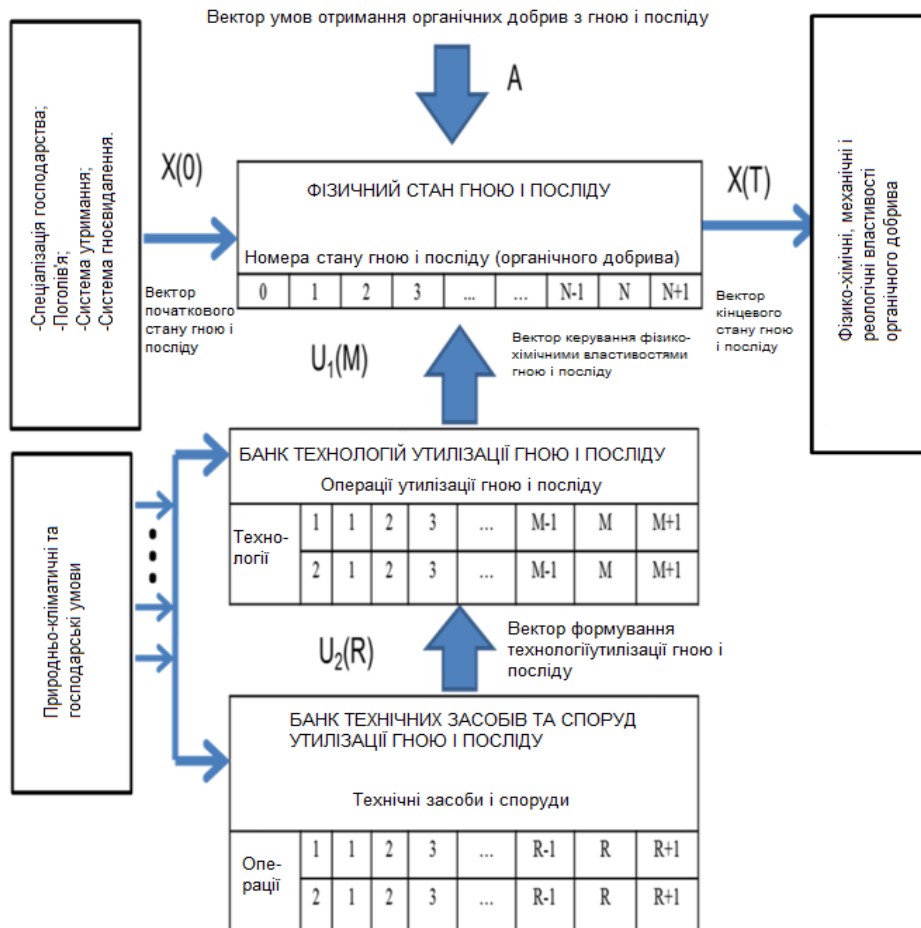 Вектор умов отримання органічних добрив з гною і посліду
А
-Спеціалізація господарства;
-Поголів'я;
-Система утримання;
-Система гноєвидалення.
X(0)
Вектор
початкового
стану гною і
посліду
ФІЗИЧНИЙ СТАН ГНОЮ І ПОСЛІДУ
Номера стану гною і посліду (органічного добрива)
0 1 2 3 ... ... N-1 N N+1
X(T)
Вектор
кінцевого
стану гною
і посліду
Фізико-хімічні, механічні і
реологічні властивості
органічного добрива
U₁(M)
Вектор керування фізико-
хімічними властивостями
гною і посліду
Природньо-кліматичні та
господарські умови
БАНК ТЕХНОЛОГІЙ УТИЛІЗАЦІЇ ГНОЮ І ПОСЛІДУ
Операції утилізації гною і посліду
Техно-
логії
1 1 2 3 ... M-1 M M+1
2 1 2 3 ... M-1 M M+1
U₂(R)
Вектор формування
технологіїутилізації гною і
посліду
БАНК ТЕХНІЧНИХ ЗАСОБІВ ТА СПОРУД
УТИЛІЗАЦІЇ ГНОЮ І ПОСЛІДУ
Технічні засоби і споруди
Опе-
рації
1 1 2 3 ... R-1 R R+1
2 1 2 3 ... R-1 R R+1